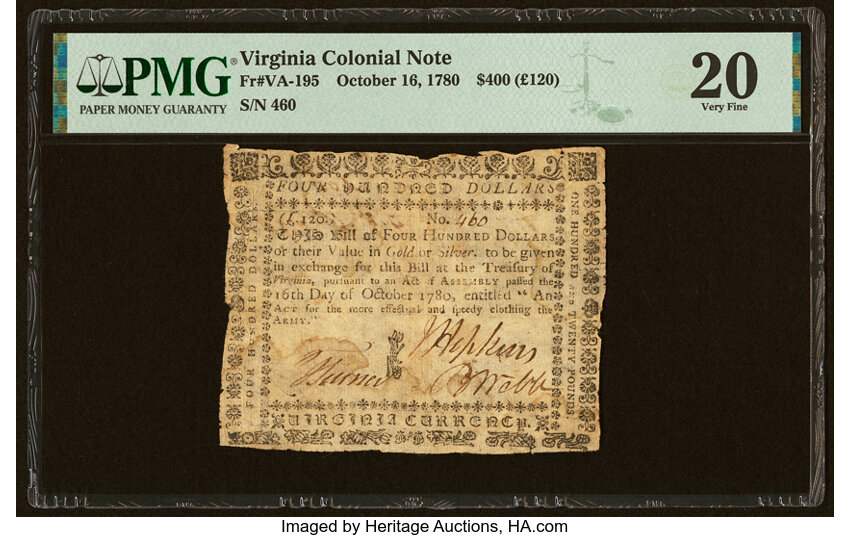 PMG®
PAPER MONEY GUARANTY
Virginia Colonial Note
Fr#VA-195 October 16, 1780 $400 (£120)
S/N 460
20
Very Fine
FOUR HUNDRED DOLLARS
(£120.) No. 460
THIS Bill of FOUR HUNDRED DOLLARS
or their Value in Gold or Silver. to be given
in exchange for this Bill at the Treasury of
Virginia, pursuant to an Act of ASSEMBLY passed the
16th Day of October 1780, entitled "An
ACT for the more effectual and speedy clothing the
ARMY."
J Hopkins
Turner
B Webb
FOUR HUNDRED DOLLARS
ONE HUNDRED AND TWENTY POUNDS
VIRGINIA CURRENCY.
Imaged by Heritage Auctions, HA.com